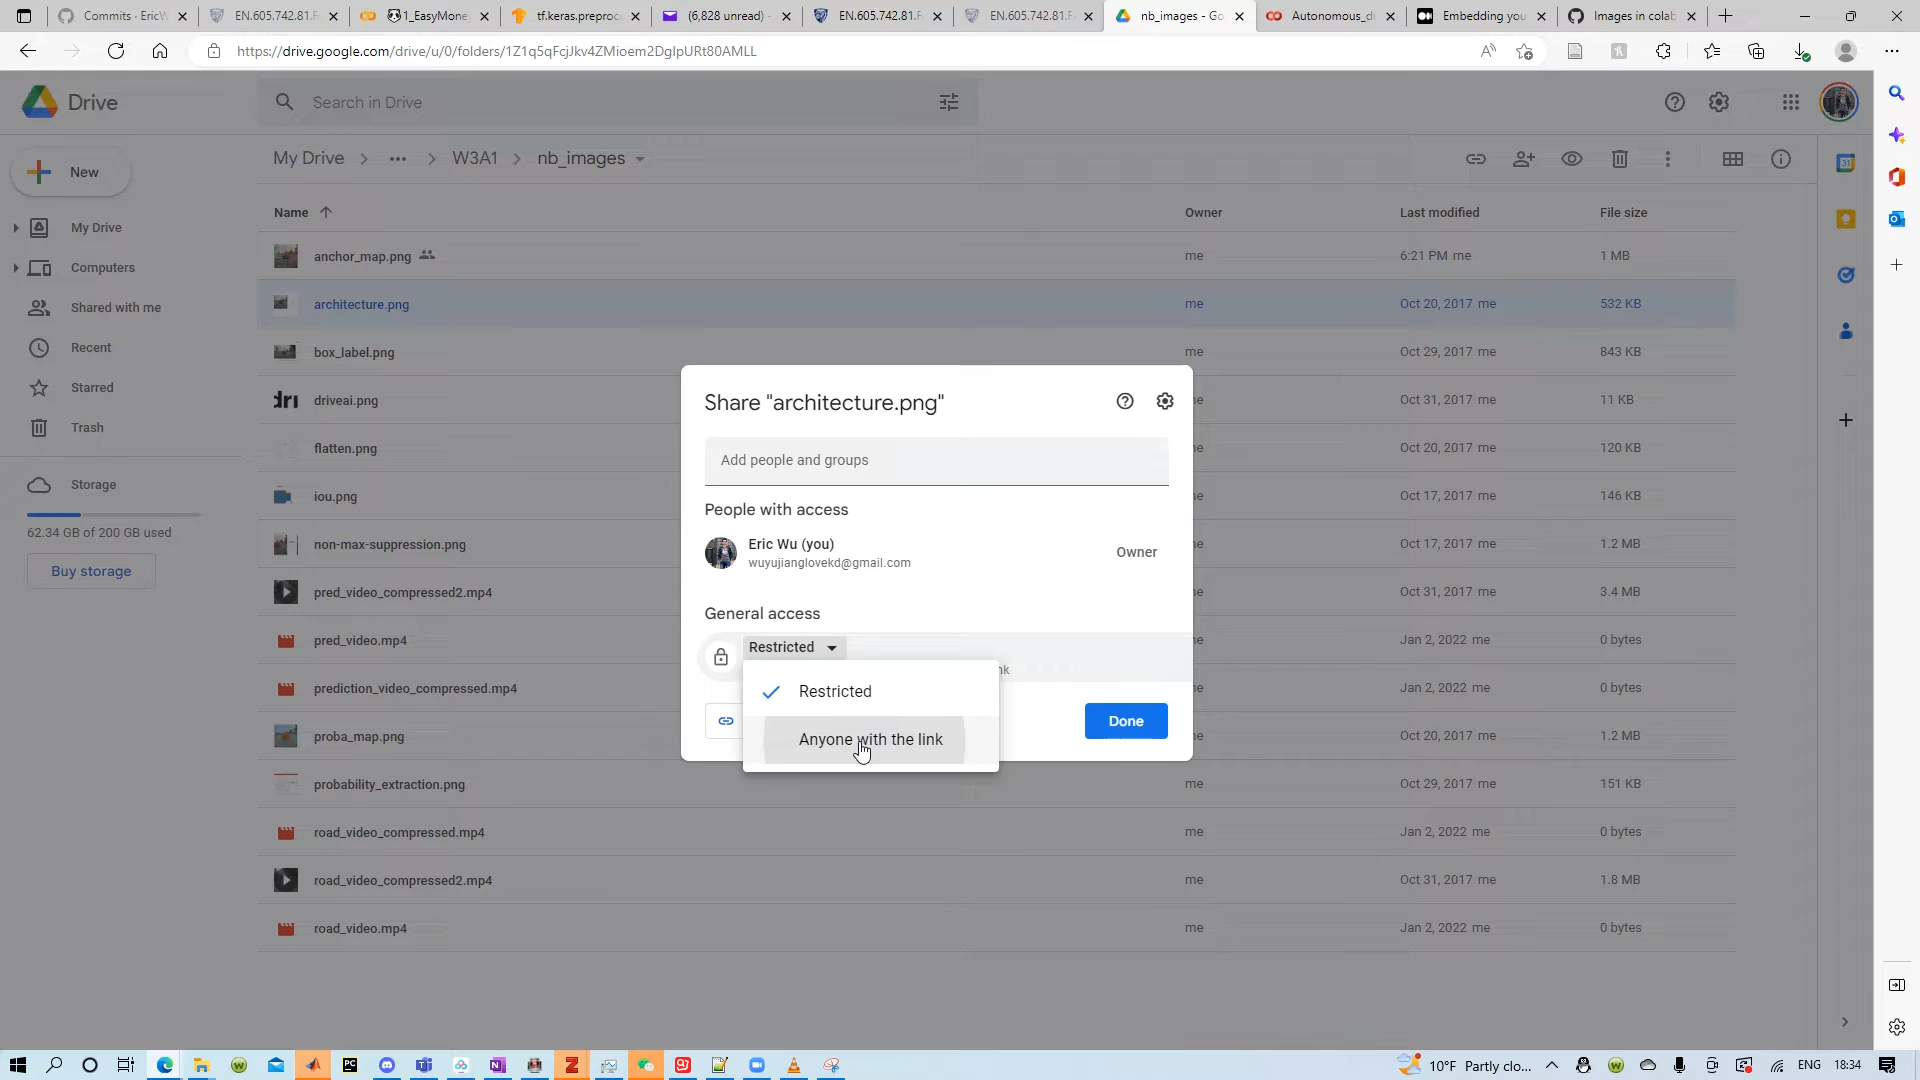 Commits · EricW
EN.605.742.81.F
1_EasyMone
tf.keras.preproc
(6,828 unread) -
EN.605.742.81.F
EN.605.742.81.F
nb_images - Go
Autonomous_d
Embedding you
Images in colab
https://drive.google.com/drive/u/0/folders/1Z1q5qFcjJkv4ZMioem2DgIpURt80AMLL
Drive
Search in Drive
New
My Drive
Computers
Shared with me
Recent
Starred
Trash
Storage
62.34 GB of 200 GB used
Buy storage
My Drive > ... > W3A1 > nb_images
Name Owner Last modified File size
anchor_map.png me 6:21 PM me 1 MB
architecture.png me Oct 20, 2017 me 532 KB
box_label.png me Oct 29, 2017 me 843 KB
driveai.png me Oct 31, 2017 me 11 KB
flatten.png me Oct 20, 2017 me 120 KB
iou.png me Oct 17, 2017 me 146 KB
non-max-suppression.png me Oct 17, 2017 me 1.2 MB
pred_video_compressed2.mp4 me Oct 31, 2017 me 3.4 MB
pred_video.mp4 me Jan 2, 2022 me 0 bytes
prediction_video_compressed.mp4 me Jan 2, 2022 me 0 bytes
proba_map.png me Oct 20, 2017 me 1.2 MB
probability_extraction.png me Oct 29, 2017 me 151 KB
road_video_compressed.mp4 me Jan 2, 2022 me 0 bytes
road_video_compressed2.mp4 me Oct 31, 2017 me 1.8 MB
road_video.mp4 me Jan 2, 2022 me 0 bytes
Share "architecture.png"
Add people and groups
People with access
Eric Wu (you)
wuyujianglovekd@gmail.com
Owner
General access
Restricted
nk
Restricted
Anyone with the link
Done
10°F Partly clo...
ENG
18:34